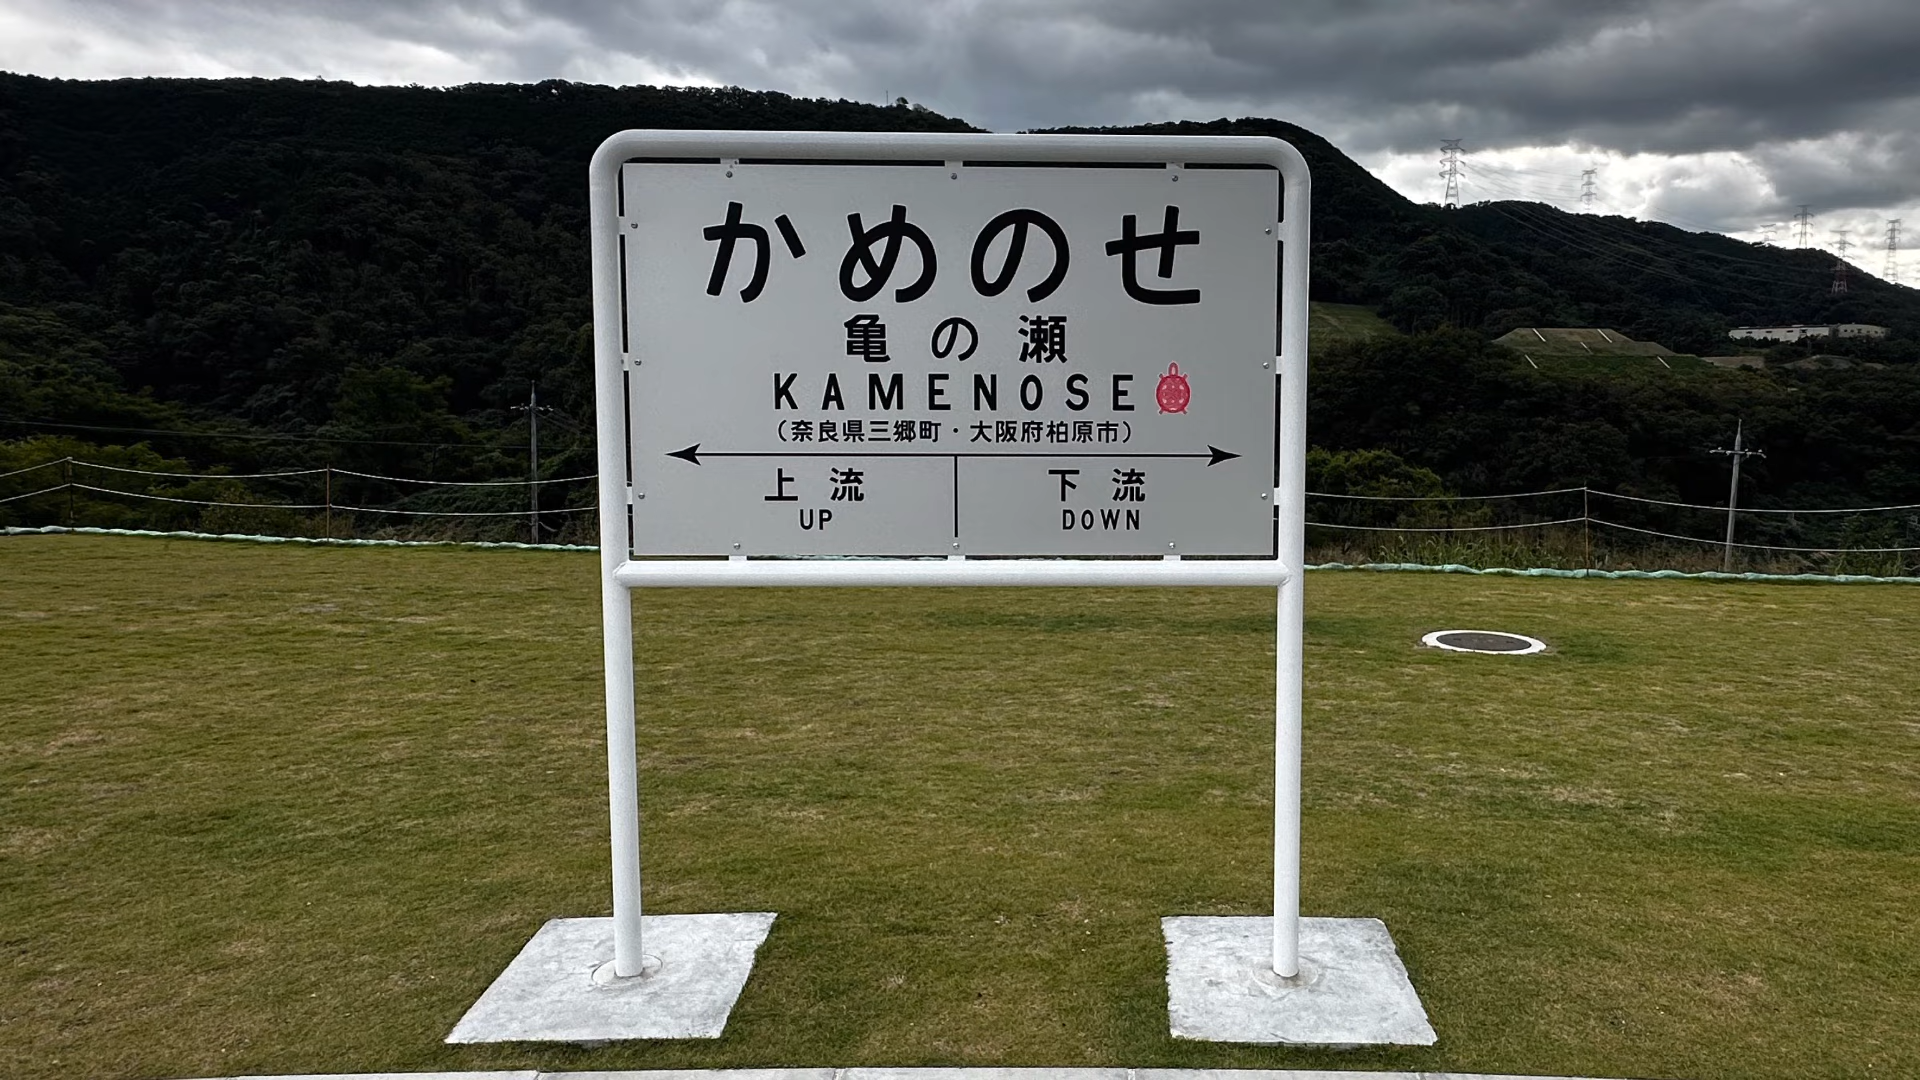 かめのせ
亀の瀬
KAMENOSE
（奈良県三郷町・大阪府柏原市）
上流 下流
UP DOWN